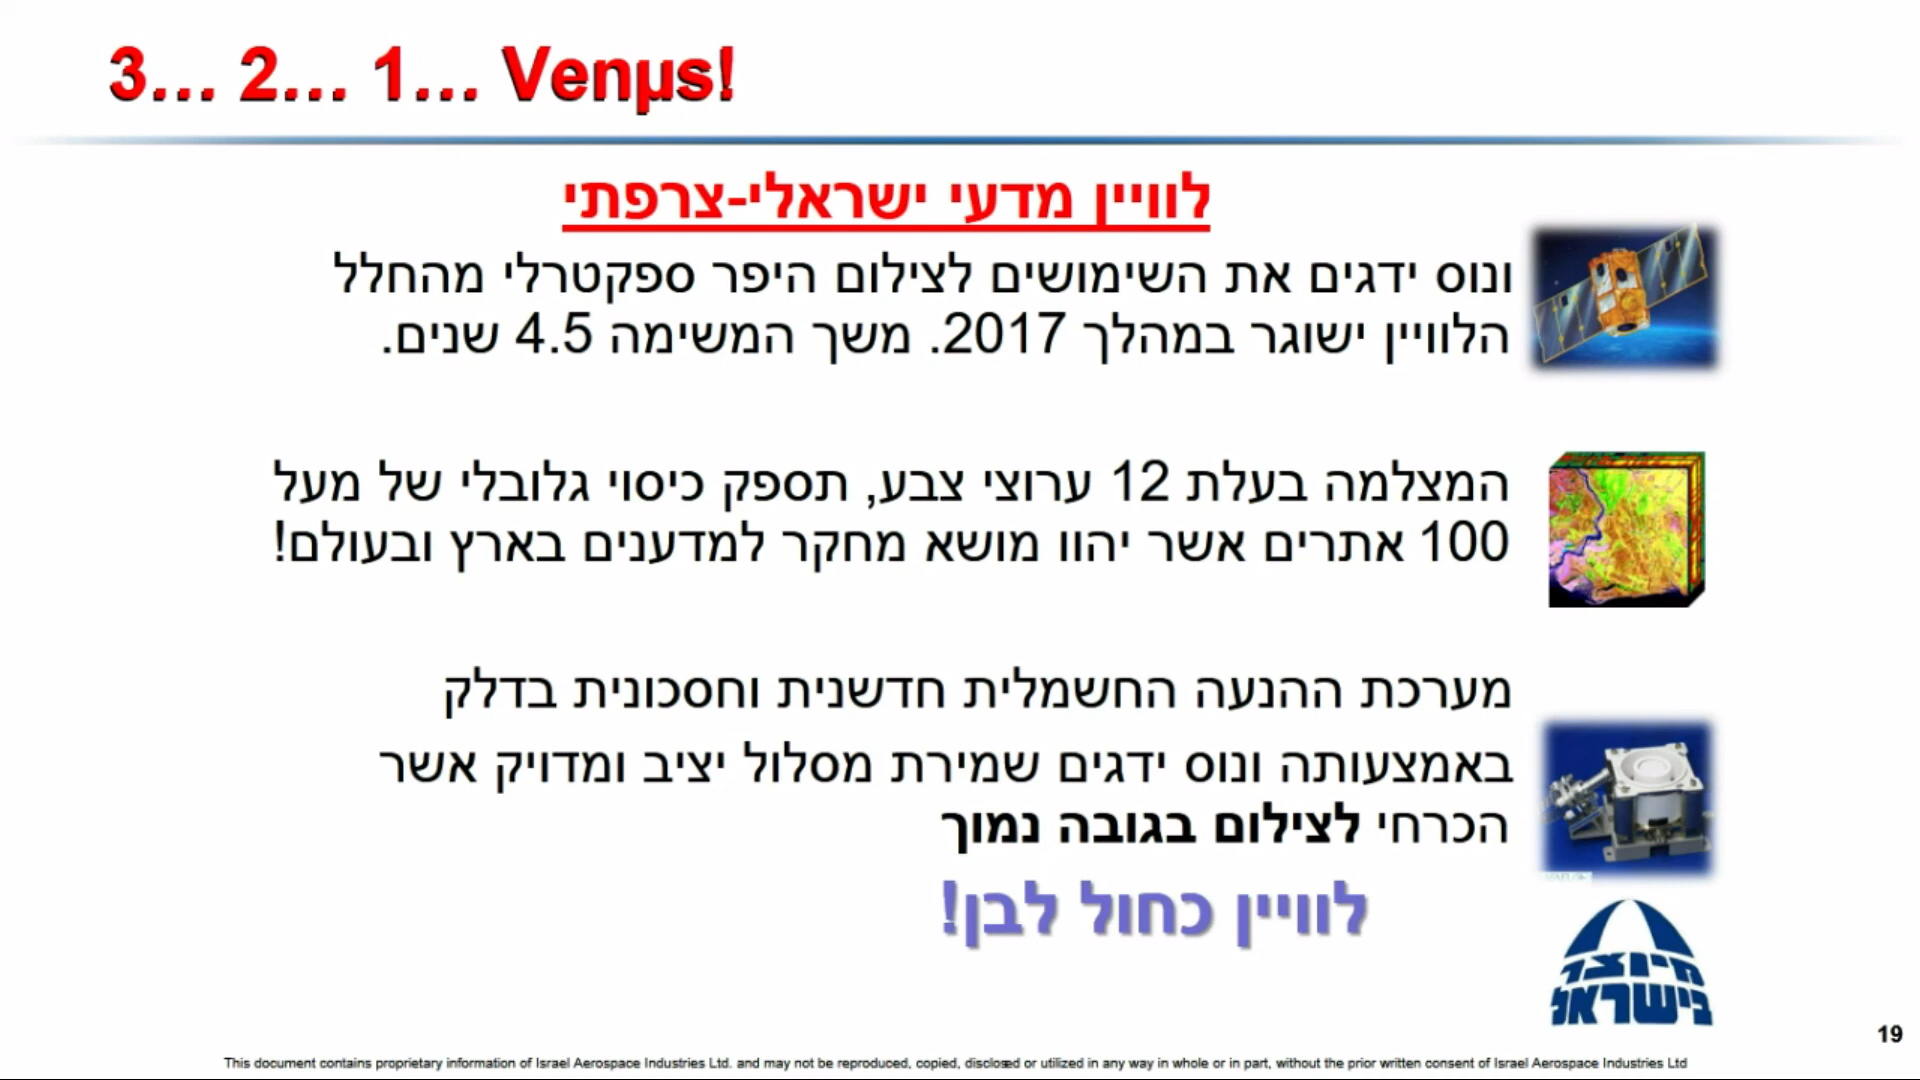 3... 2... 1... Venµs!
לוויין מדעי ישראלי-צרפתי
ונוס ידגים את השימושים לצילום היפר ספקטרלי מהחלל
הלוויין ישוגר במהלך 2017. משך המשימה 4.5 שנים.
המצלמה בעלת 12 ערוצי צבע, תספק כיסוי גלובלי של מעל
100 אתרים אשר יהוו מושא מחקר למדענים בארץ ובעולם!
מערכת ההנעה החשמלית חדשנית וחסכונית בדלק
באמצעותה ונוס ידגים שמירת מסלול יציב ומדויק אשר
הכרחי לצילום בגובה נמוך
לוויין כחול לבן!
מיוצר
בישראל
19
This document contains proprietary information of Israel Aerospace Industries Ltd. and may not be reproduced, copied, disclosed or utilized in any way in whole or in part, without the prior written consent of Israel Aerospace Industries Ltd